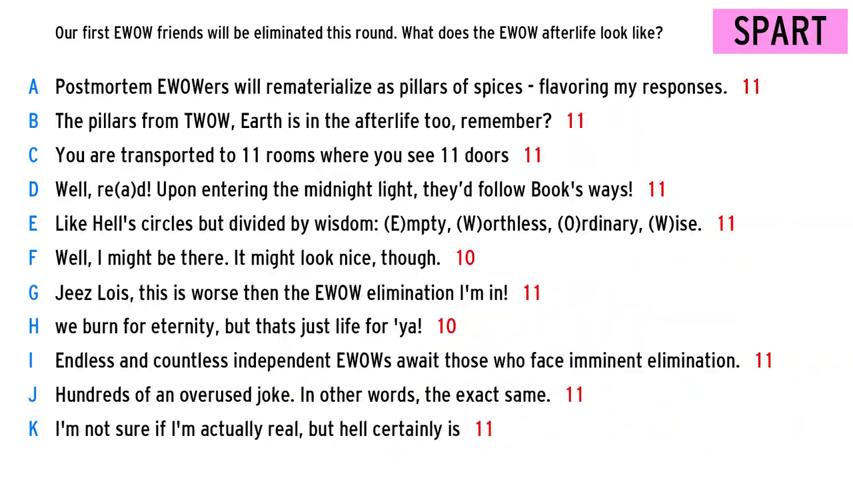 Our first EWOW friends will be eliminated this round. What does the EWOW afterlife look like?
SPART
A Postmortem EWOWers will rematerialize as pillars of spices - flavoring my responses. 11
B The pillars from TWOW, Earth is in the afterlife too, remember? 11
C You are transported to 11 rooms where you see 11 doors 11
D Well, re(a)d! Upon entering the midnight light, they'd follow Book's ways! 11
E Like Hell's circles but divided by wisdom: (E)mpty, (W)orthless, (O)rdinary, (W)ise. 11
F Well, I might be there. It might look nice, though. 10
G Jeez Lois, this is worse then the EWOW elimination I'm in! 11
H we burn for eternity, but thats just life for 'ya! 10
I Endless and countless independent EWOWs await those who face imminent elimination. 11
J Hundreds of an overused joke. In other words, the exact same. 11
K I'm not sure if I'm actually real, but hell certainly is 11